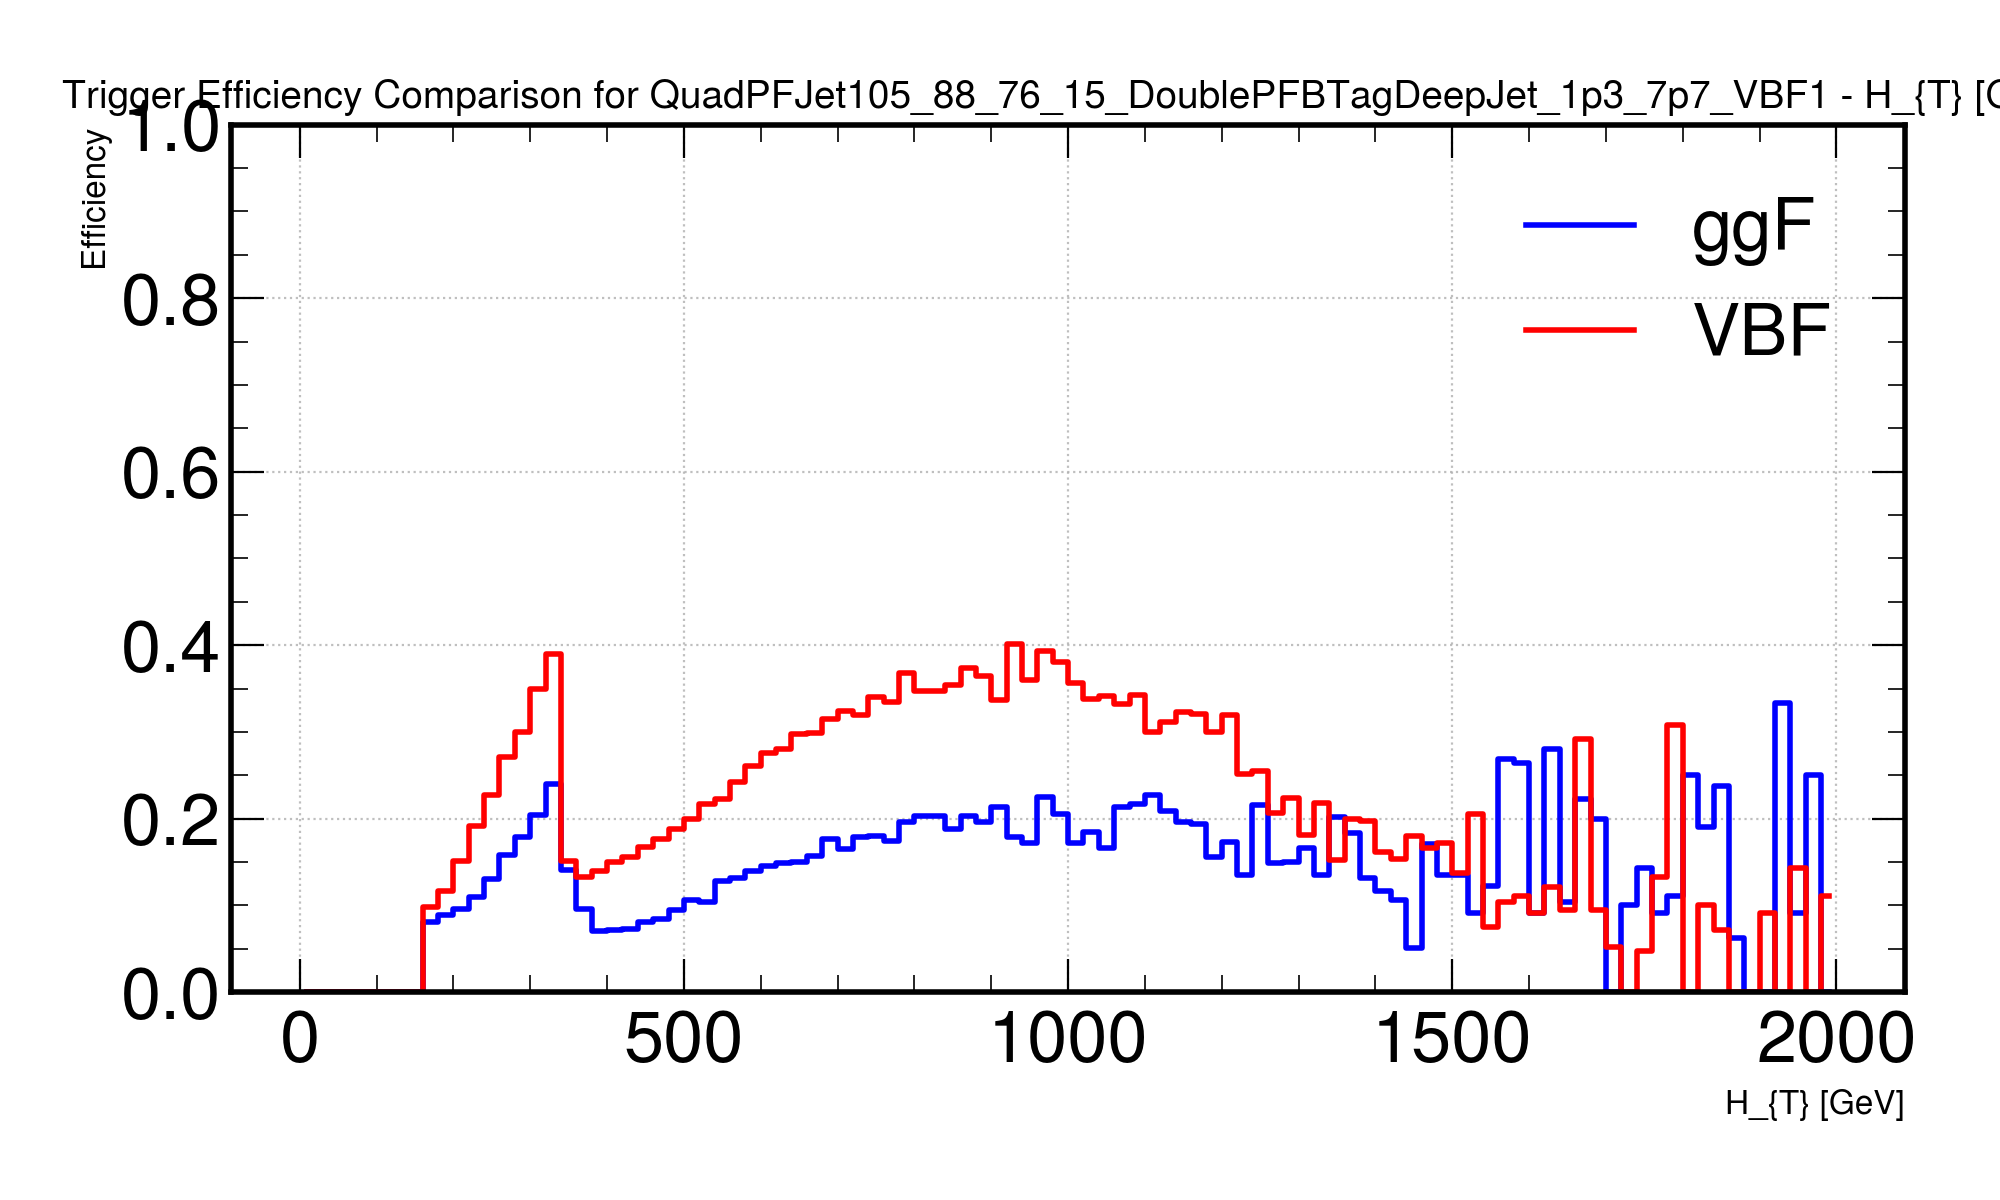 Trigger Efficiency Comparison for QuadPFJet105_88_76_15_DoublePFBTagDeepJet_1p3_7p7_VBF1 - H_{T} [
Efficiency
1.0
0.8
0.6
0.4
0.2
0.0
ggF
VBF
0 500 1000 1500 2000
H_{T} [GeV]